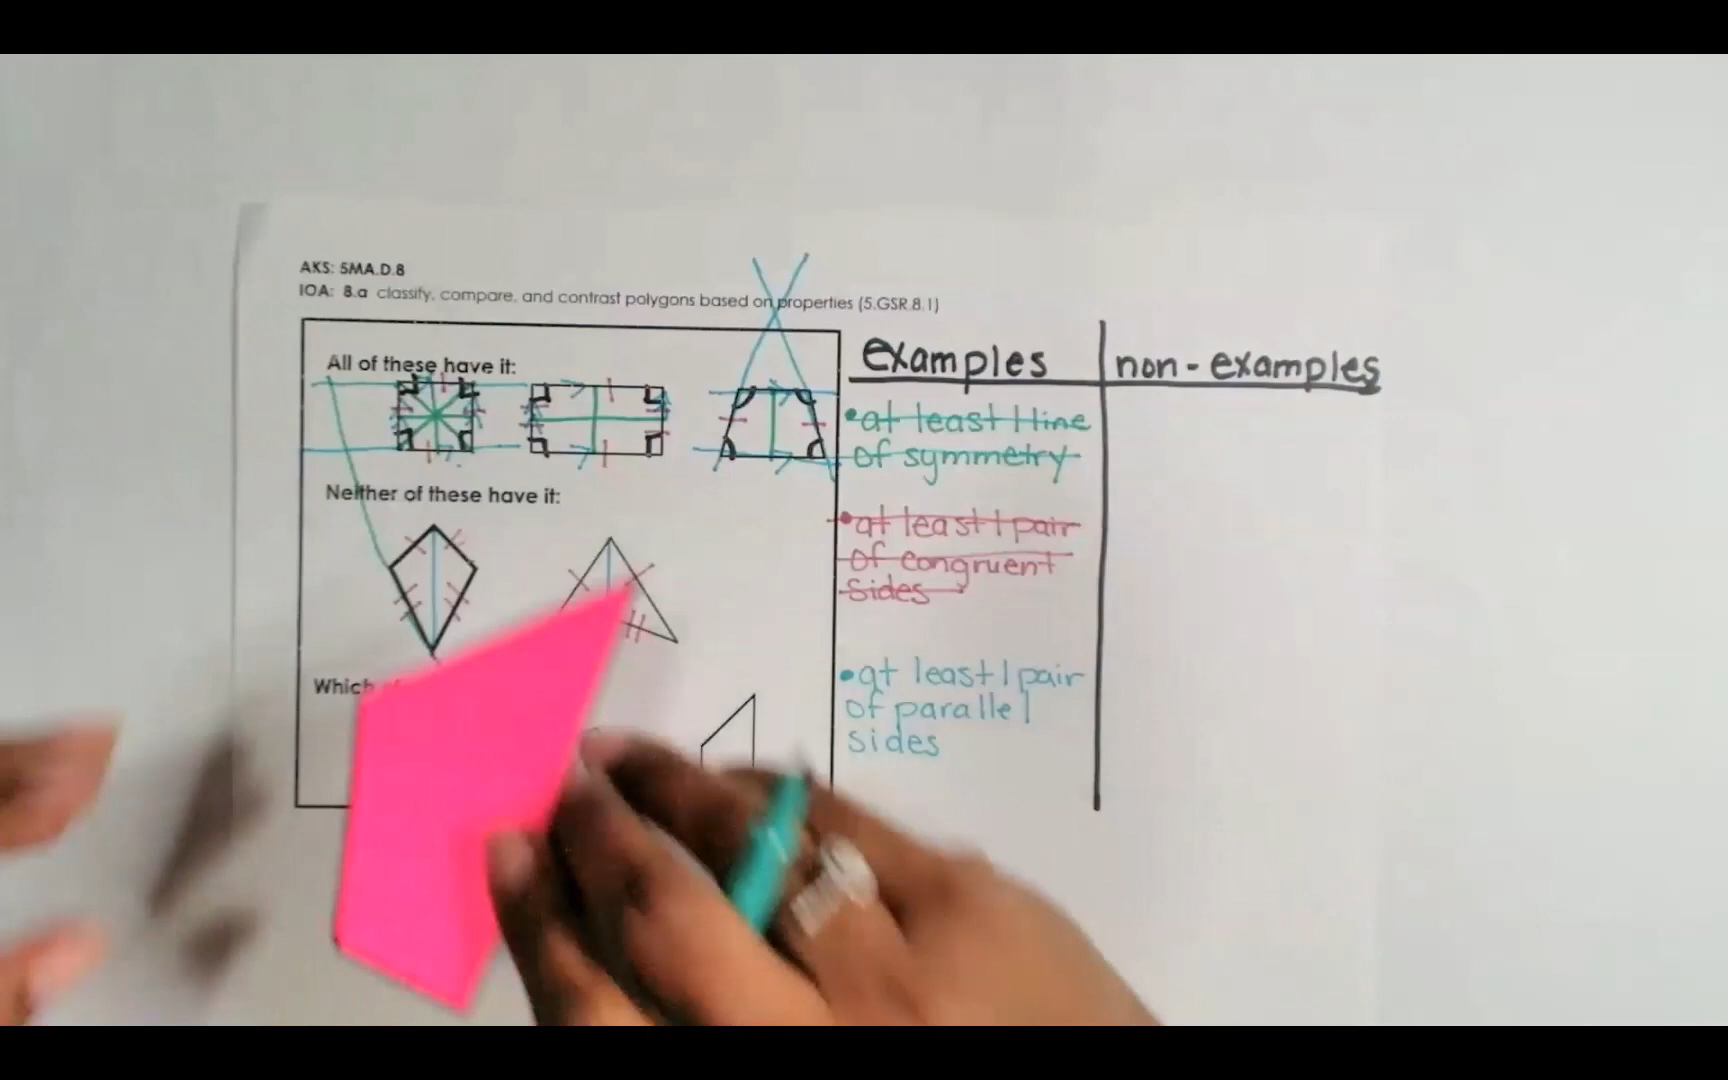 AKS: 5MA.D.8
IOA: 8.a classify, compare, and contrast polygons based on properties (5.GSR.8.1)
All of these have it:
Neither of these have it:
Which
examples
non-examples
•at least 1 line
of symmetry
•at least 1 pair
of congruent
sides
•at least 1 pair
of parallel
sides